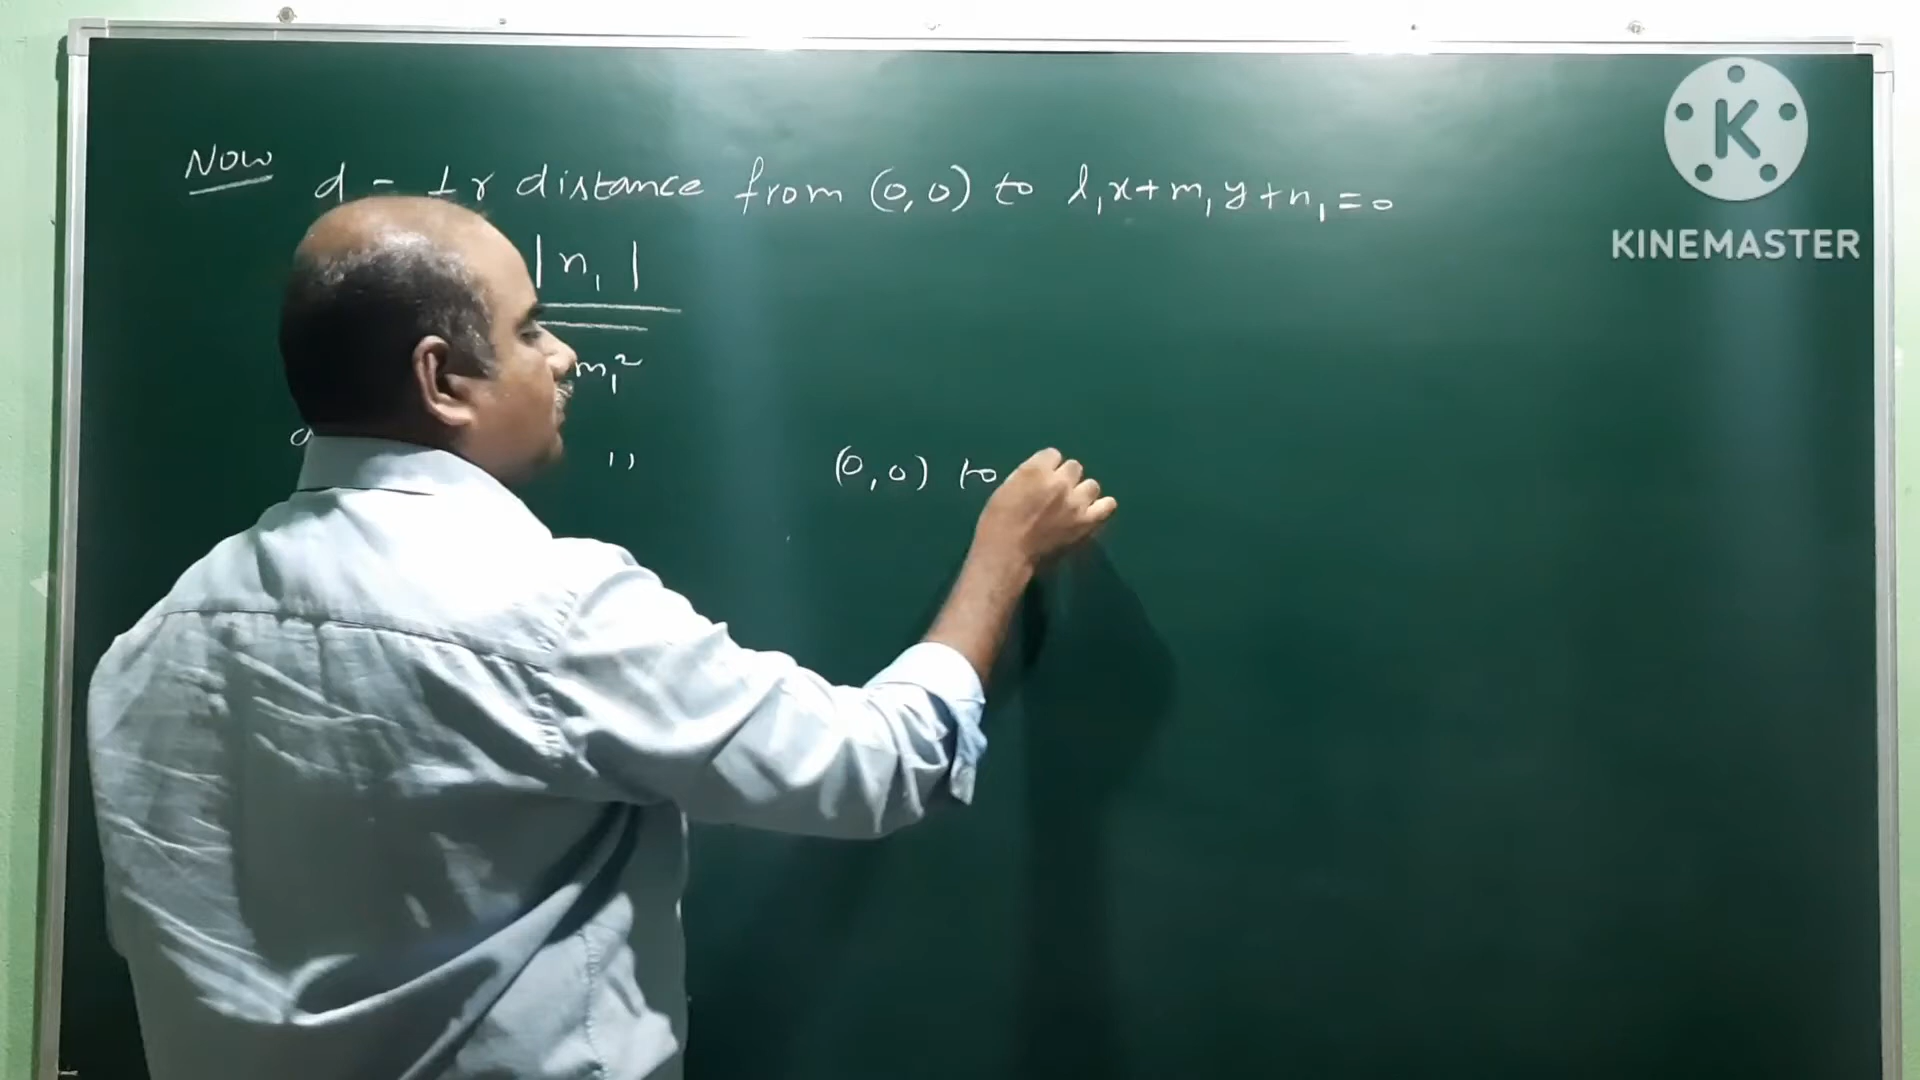 Now d = ⊥r distance from (0,0) to l₁x+m₁y+n₁=0
|n₁|
m₁²
d ,, (0,0) to
K
KINEMASTER